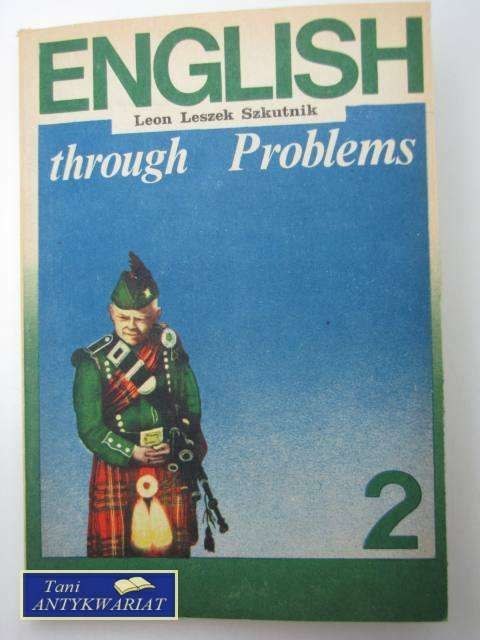 ENGLISH
Leon Leszek Szkutnik
through Problems
2
Tani
ANTYKWARIAT